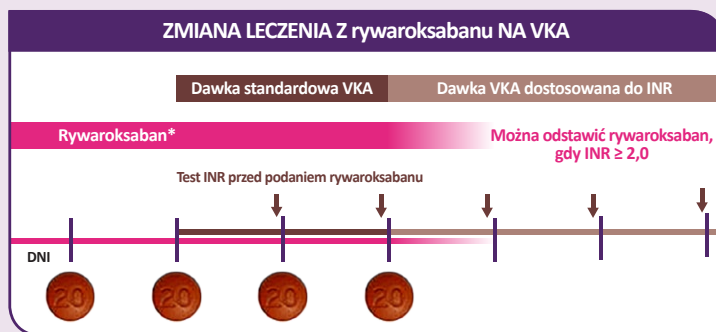 ZMIANA LECZENIA Z rywaroksabanu NA VKA
Dawka standardowa VKA
Dawka VKA dostosowana do INR
Rywaroksaban*
Można odstawić rywaroksaban,
gdy INR ≥ 2,0
Test INR przed podaniem rywaroksabanu
DNI
20
20
20
20